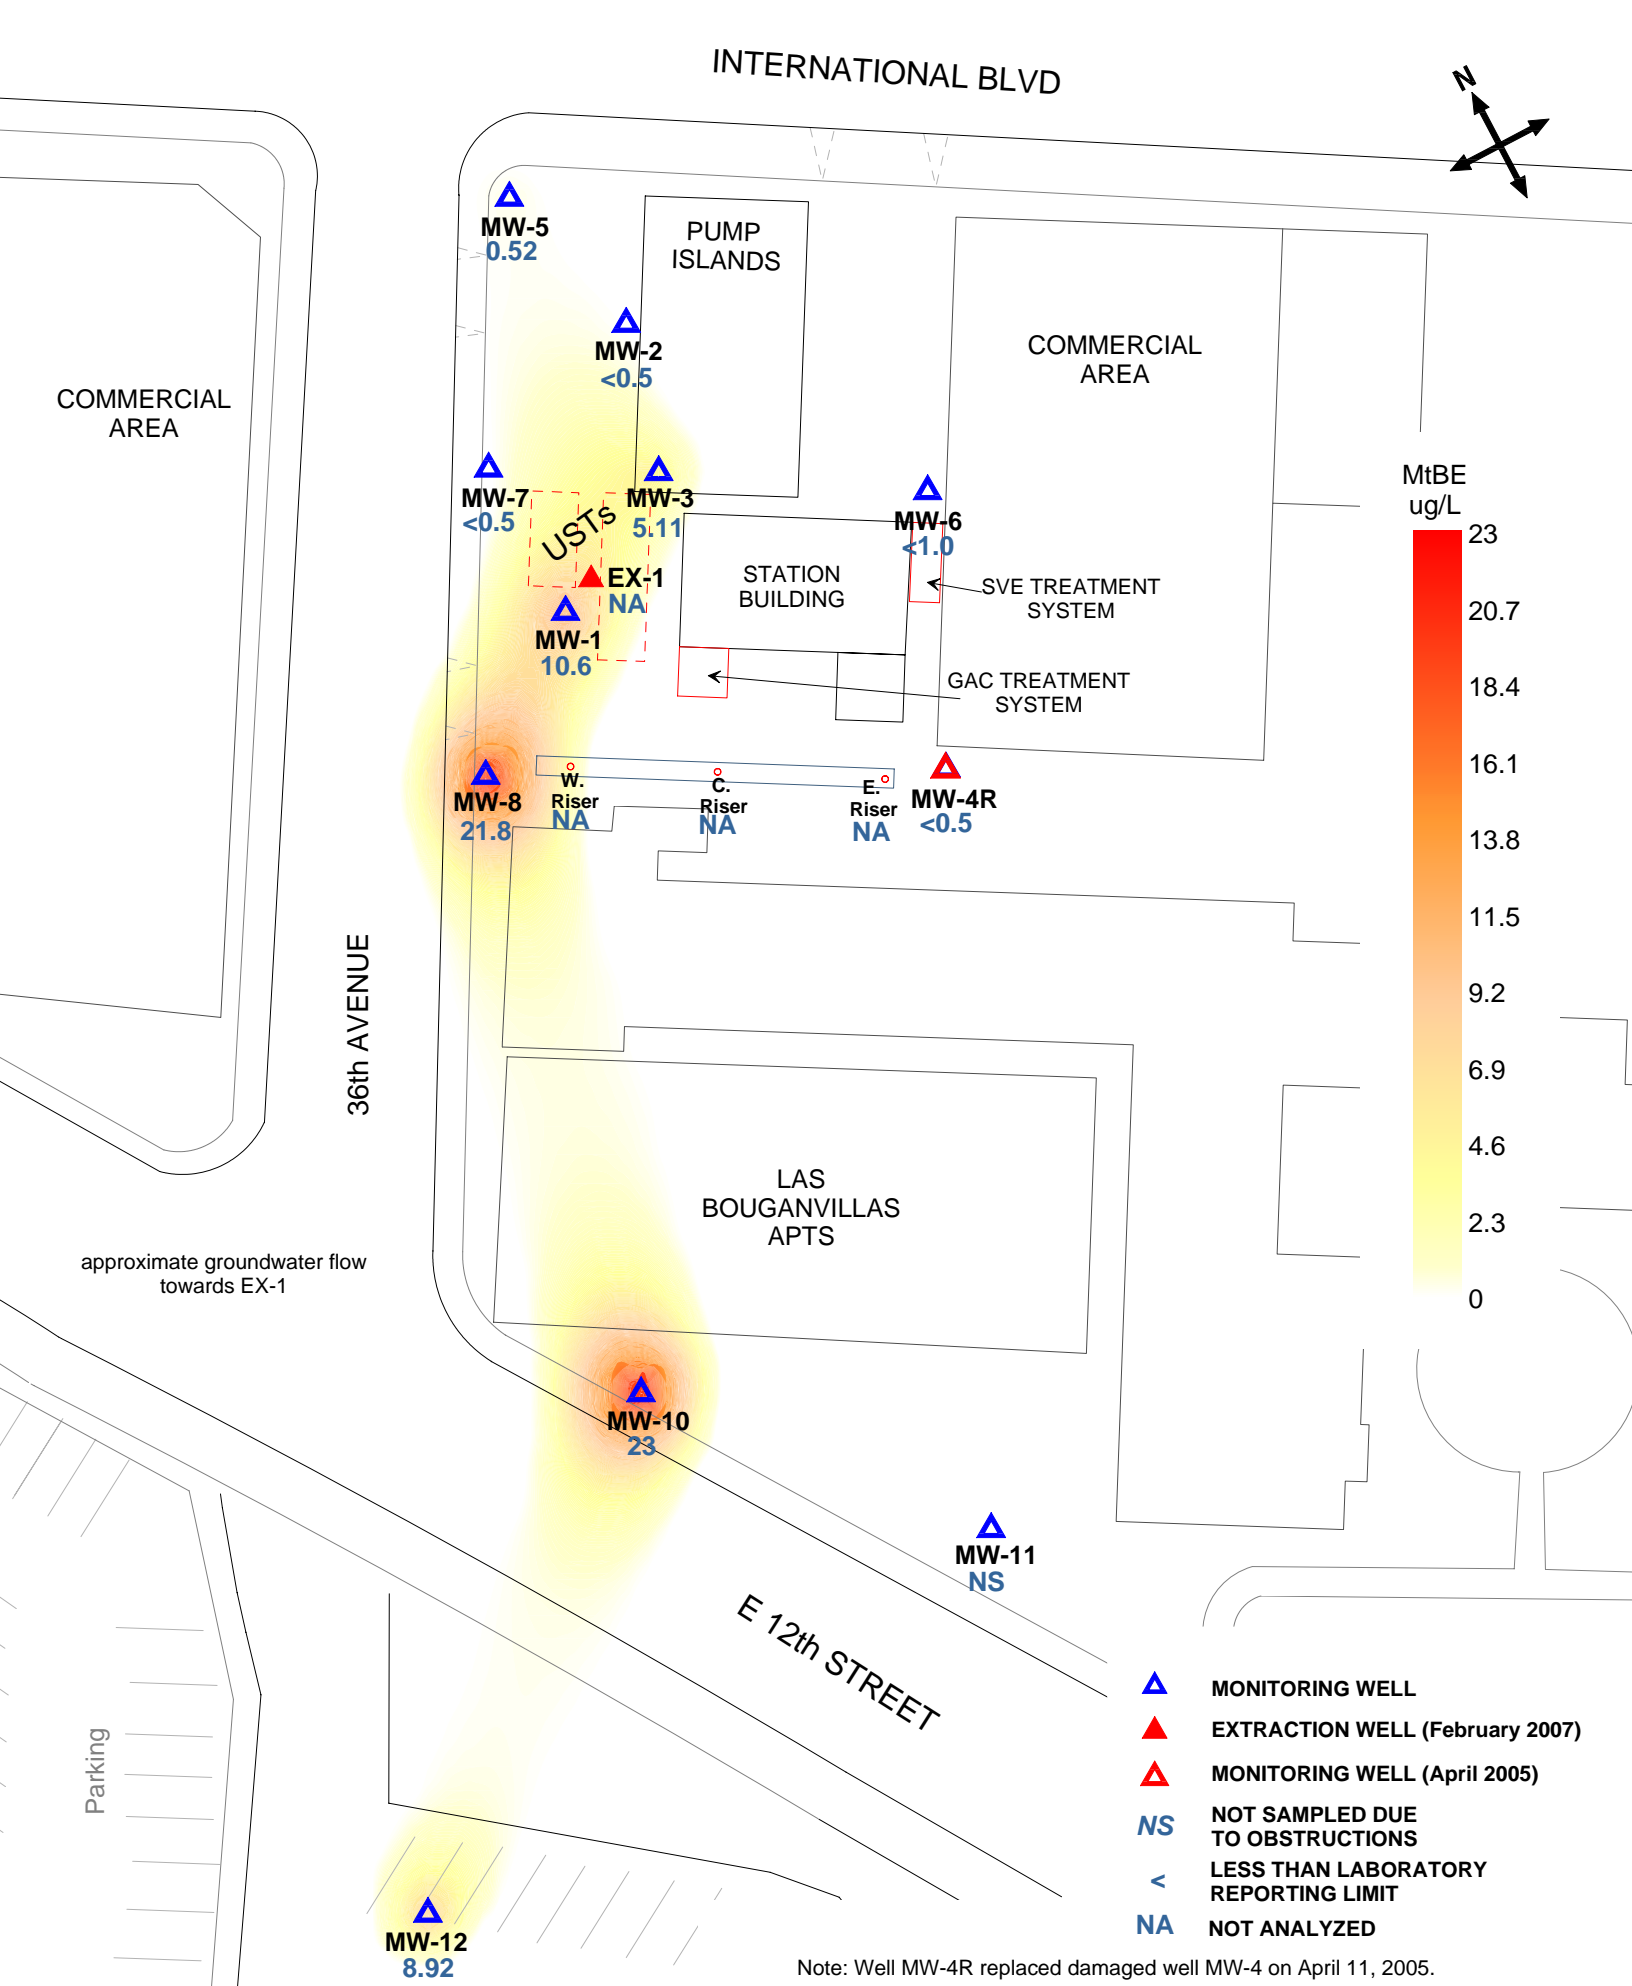 INTERNATIONAL BLVD
N
MW-5
0.52
PUMP
ISLANDS
MW-2
<0.5
COMMERCIAL
AREA
COMMERCIAL
AREA
MW-7
<0.5
USTs
MW-3
5.11
MW-6
<1.0
EX-1
NA
STATION
BUILDING
SVE TREATMENT
SYSTEM
MW-1
10.6
GAC TREATMENT
SYSTEM
MW-8
21.8
W.
Riser
NA
C.
Riser
NA
E.
Riser
NA
MW-4R
<0.5
MtBE
ug/L
23
20.7
18.4
16.1
13.8
11.5
9.2
6.9
4.6
2.3
0
36th AVENUE
LAS
BOUGANVILLAS
APTS
approximate groundwater flow
towards EX-1
MW-10
23
MW-11
NS
E 12th STREET
Parking
MW-12
8.92
MONITORING WELL
EXTRACTION WELL (February 2007)
MONITORING WELL (April 2005)
NS NOT SAMPLED DUE
TO OBSTRUCTIONS
< LESS THAN LABORATORY
REPORTING LIMIT
NA NOT ANALYZED
Note: Well MW-4R replaced damaged well MW-4 on April 11, 2005.